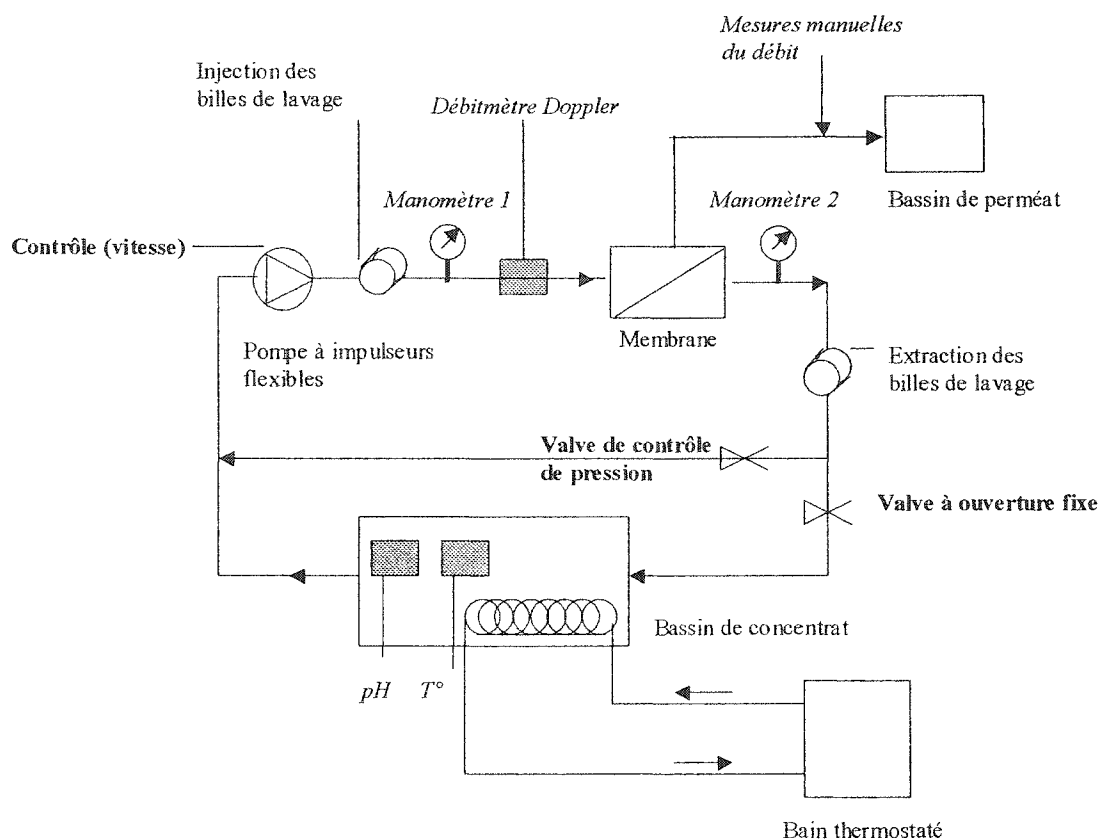 Mesures manuelles
du débit
Injection des
billes de lavage
Débitmètre Doppler
Manomètre 1
Manomètre 2
Bassin de perméat
Contrôle (vitesse)
Membrane
Pompe à impulseurs
flexibles
Extraction des
billes de lavage
Valve de contrôle
de pression
Valve à ouverture fixe
Bassin de concentrat
pH
T°
Bain thermostaté